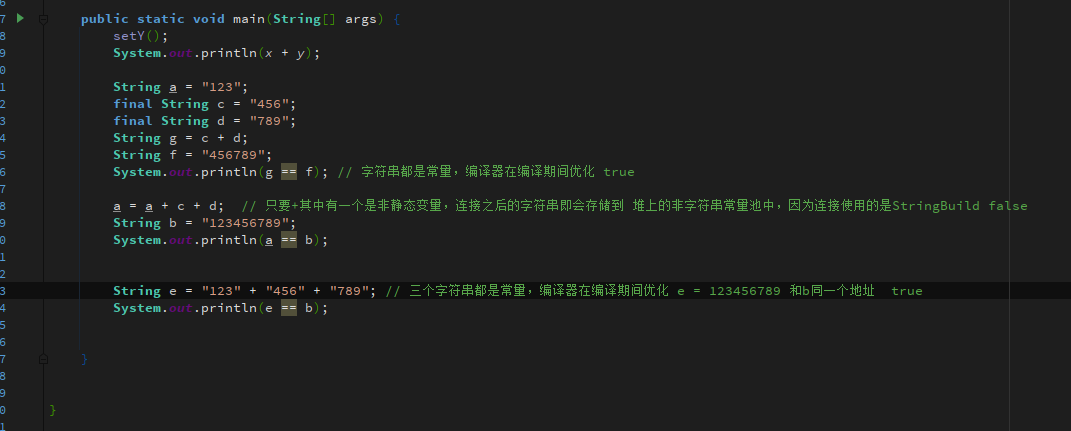 6
7 public static void main(String[] args) {
8 setY();
9 System.out.println(x + y);
0
1 String a = "123";
2 final String c = "456";
3 final String d = "789";
4 String g = c + d;
5 String f = "456789";
6 System.out.println(g == f); // 字符串都是常量，编译器在编译期间优化 true
7
8 a = a + c + d; // 只要+其中有一个是非静态变量，连接之后的字符串即会存储到 堆上的非字符串常量池中，因为连接使用的是StringBuild false
9 String b = "123456789";
0 System.out.println(a == b);
1
2
3 String e = "123" + "456" + "789"; // 三个字符串都是常量，编译器在编译期间优化 e = 123456789 和b同一个地址 true
4 System.out.println(e == b);
5
6
7 }
8
9
0 }
1